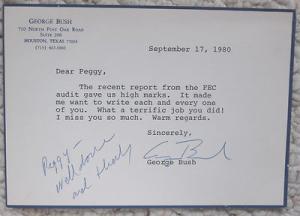 GEORGE BUSH
710 NORTH POST OAK ROAD
SUITE 208
HOUSTON, TEXAS 77024
September 17, 1980
Dear Peggy,
The recent report from the FEC
audit gave us high marks. It made
me want to write each and every one
of you. What a terrific job you did!
I miss you so much. Warm regards.
Sincerely,
George Bush
Peggy -
Well done
and thanks